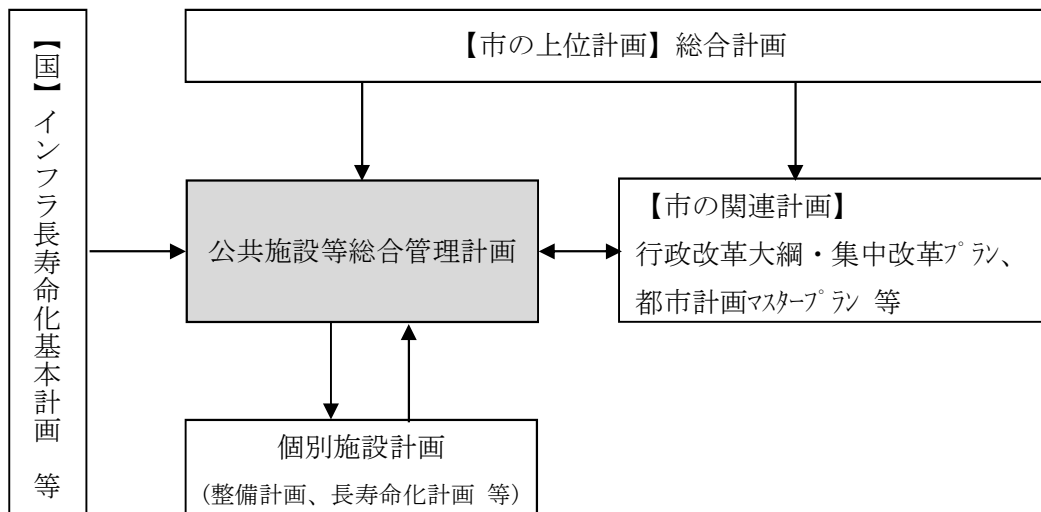 【国】インフラ長寿命化基本計画 等
【市の上位計画】総合計画
公共施設等総合管理計画
【市の関連計画】
行政改革大綱・集中改革プラン、
都市計画マスタープラン 等
個別施設計画
(整備計画、長寿命化計画 等)